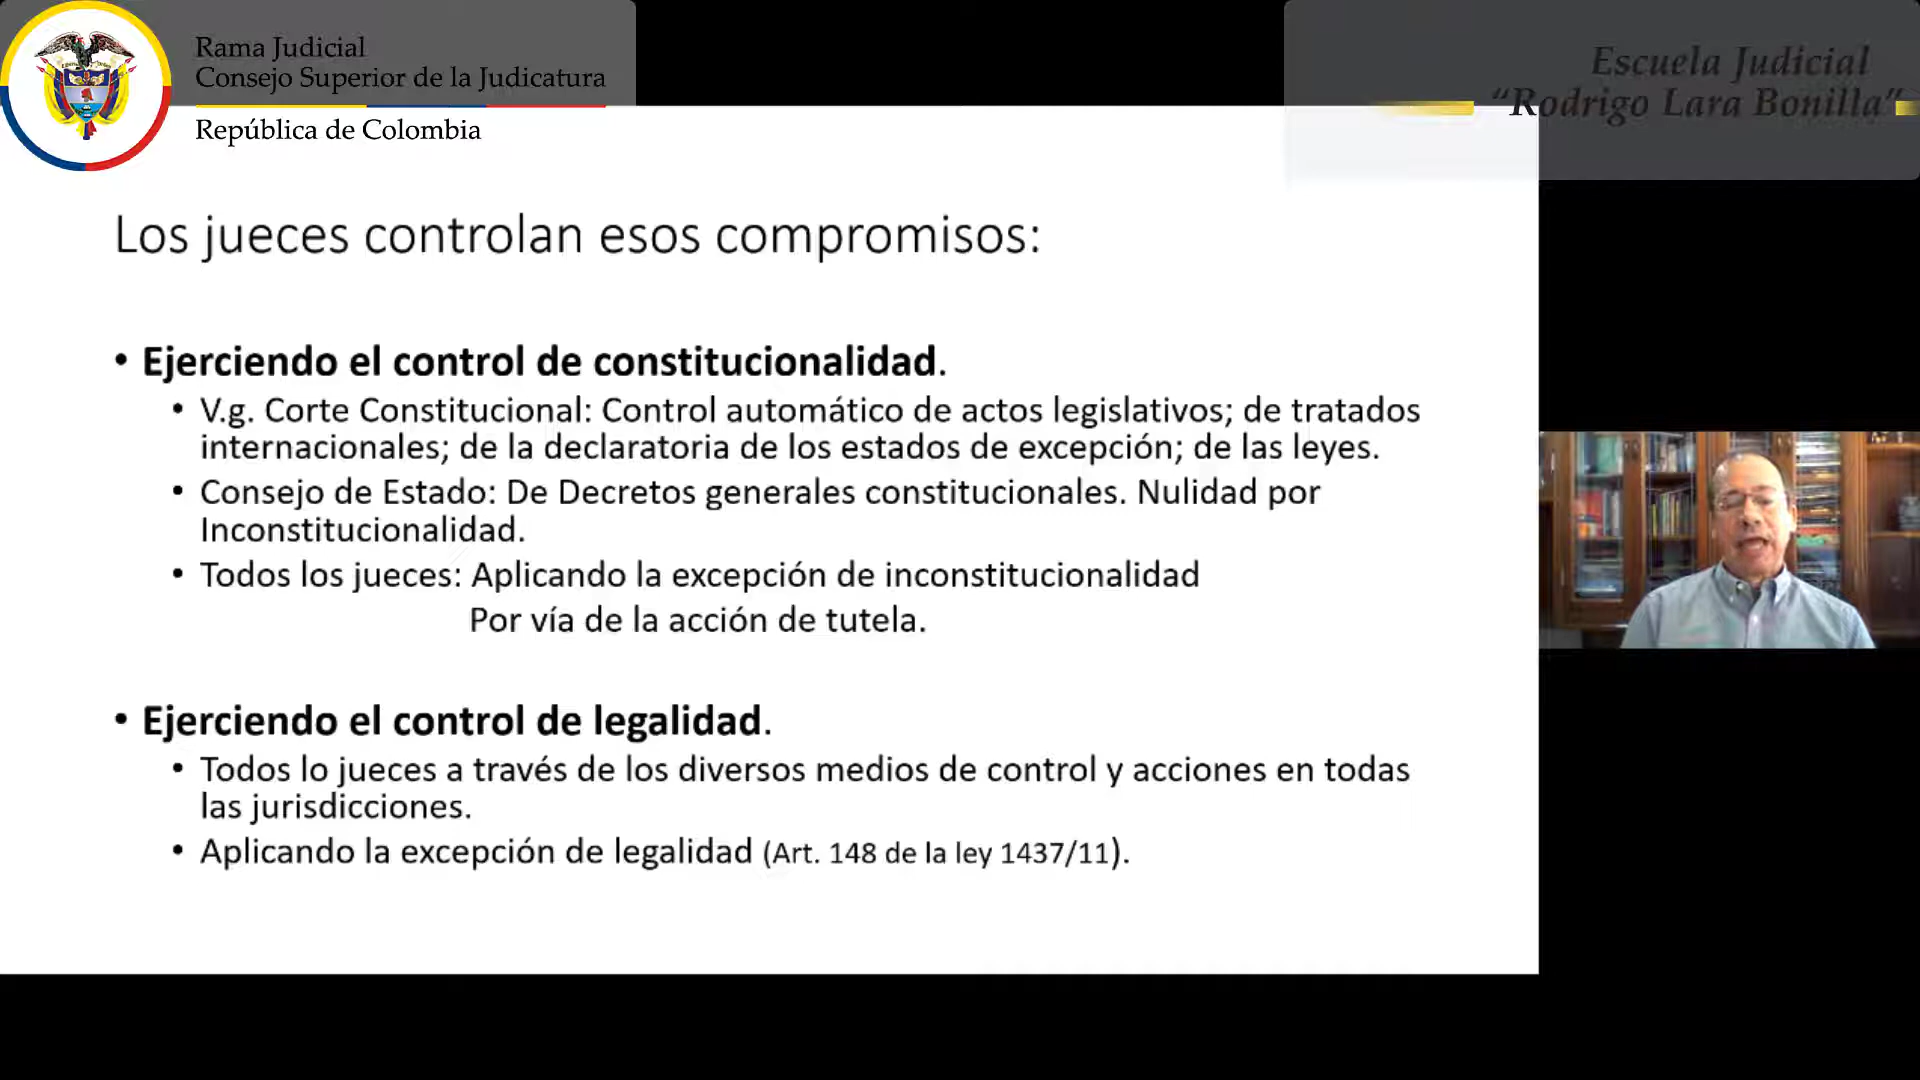 Rama Judicial
Consejo Superior de la Judicatura
República de Colombia
Escuela Judicial
“Rodrigo Lara Bonilla”
Los jueces controlan esos compromisos:
• Ejerciendo el control de constitucionalidad.
• V.g. Corte Constitucional: Control automático de actos legislativos; de tratados
internacionales; de la declaratoria de los estados de excepción; de las leyes.
• Consejo de Estado: De Decretos generales constitucionales. Nulidad por
Inconstitucionalidad.
• Todos los jueces: Aplicando la excepción de inconstitucionalidad
Por vía de la acción de tutela.
• Ejerciendo el control de legalidad.
• Todos lo jueces a través de los diversos medios de control y acciones en todas
las jurisdicciones.
• Aplicando la excepción de legalidad (Art. 148 de la ley 1437/11).